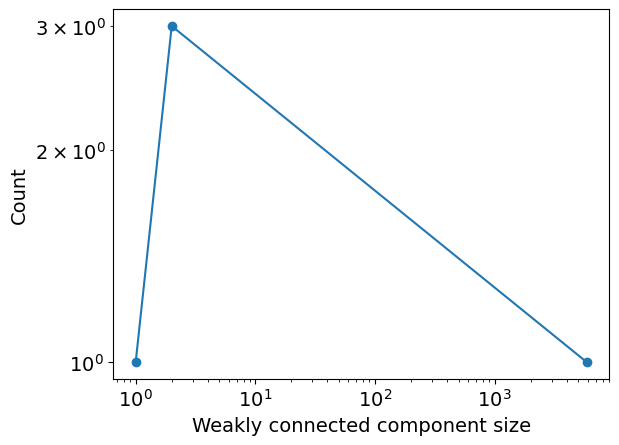 3 × 10⁰
2 × 10⁰
Count
10⁰
10⁰ 10¹ 10² 10³
Weakly connected component size